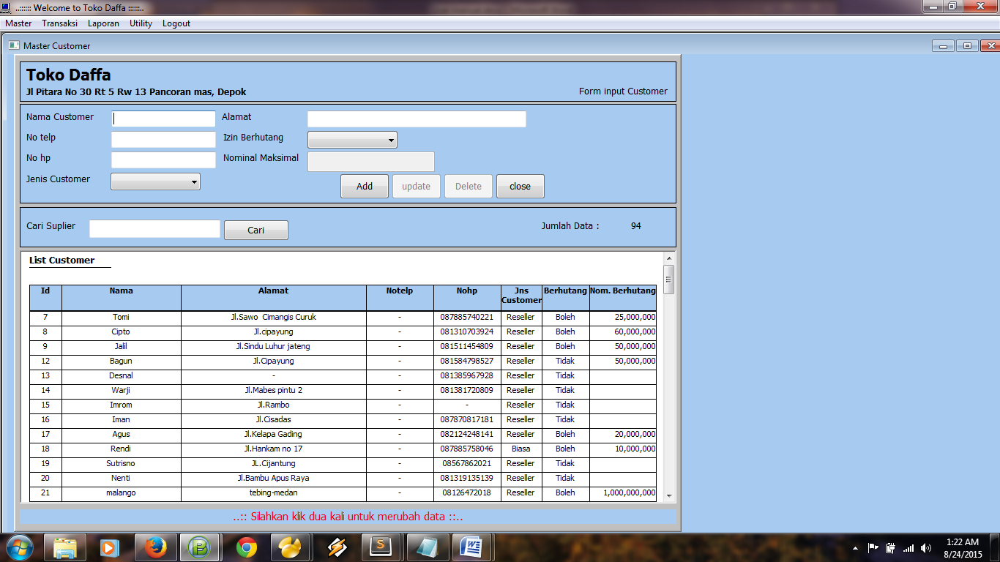 ..:::::: Welcome to Toko Daffa ::::::..
Master Transaksi Laporan Utility Logout
Master Customer
Toko Daffa
Jl Pitara No 30 Rt 5 Rw 13 Pancoran mas, Depok
Form input Customer
Nama Customer Alamat
No telp Izin Berhutang
No hp Nominal Maksimal
Jenis Customer
Add update Delete close
Cari Suplier Cari Jumlah Data : 94
List Customer
Id Nama Alamat Notelp Nohp Jns Customer Berhutang Nom. Berhutang
7 Tomi Jl.Sawo Cimangis Curuk - 087885740221 Reseller Boleh 25,000,000
8 Cipto Jl.cipayung - 081310703924 Reseller Boleh 60,000,000
9 Jalil Jl.Sindu Luhur jateng - 081511454809 Reseller Boleh 50,000,000
12 Bagun Jl.Cipayung - 081584798527 Reseller Tidak 50,000,000
13 Desnal - - 081385967928 Reseller Tidak
14 Warji Jl.Mabes pintu 2 - 081381720809 Reseller Tidak
15 Imrom Jl.Rambo - - Reseller Tidak
16 Iman Jl.Cisadas - 087870817181 Reseller Tidak
17 Agus Jl.Kelapa Gading - 082124248141 Reseller Boleh 20,000,000
18 Rendi Jl.Hankam no 17 - 087885758046 Biasa Boleh 10,000,000
19 Sutrisno JL.Cijantung - 08567862021 Reseller Tidak
20 Nenti Jl.Bambu Apus Raya - 081319135139 Reseller Tidak
21 malango tebing-medan - 08126472018 Reseller Boleh 1,000,000,000
..:: Silahkan klik dua kali untuk merubah data ::..
1:22 AM
8/24/2015